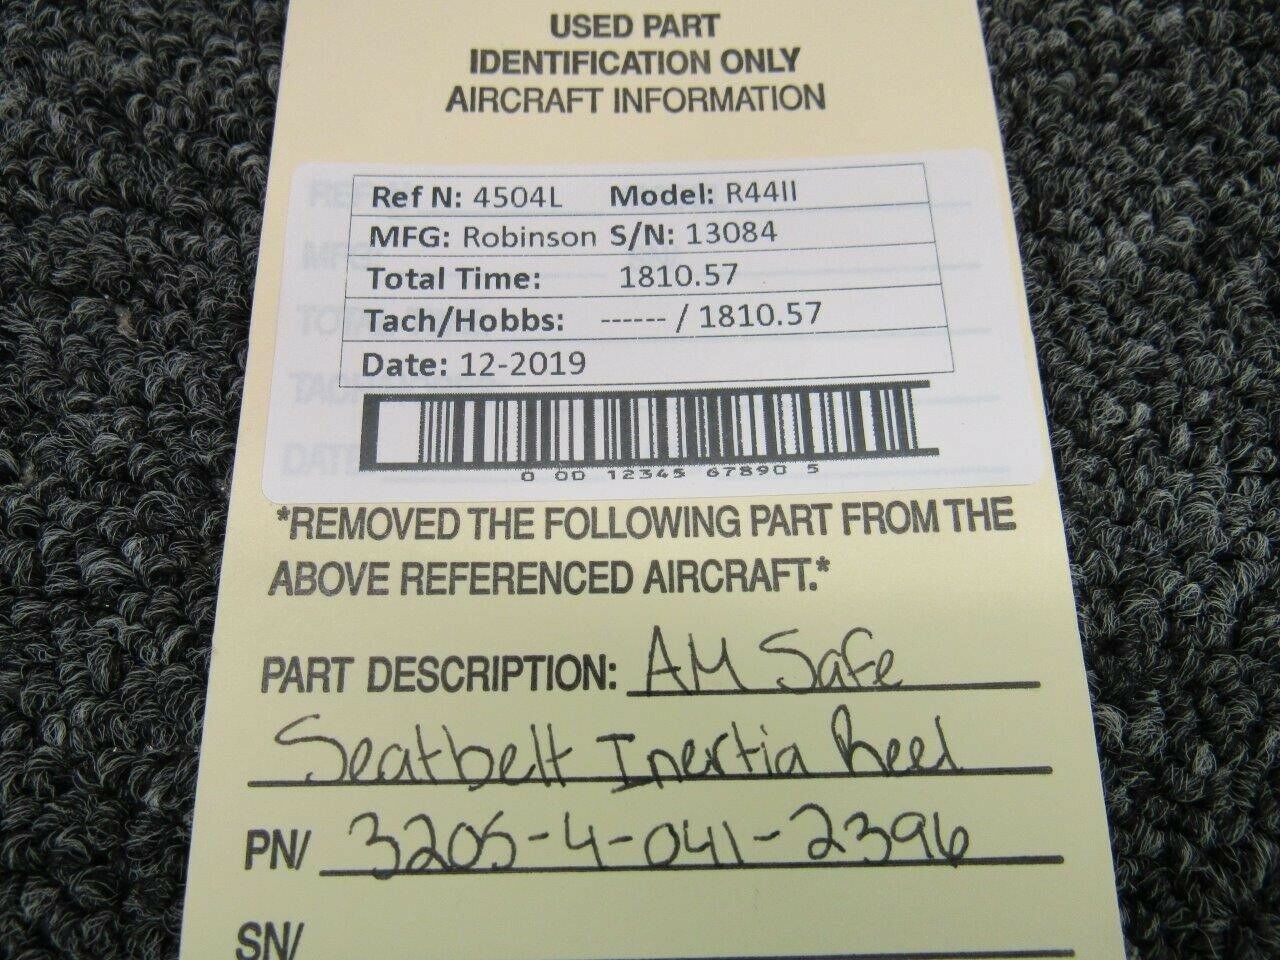 USED PART
IDENTIFICATION ONLY
AIRCRAFT INFORMATION
Ref N: 4504L Model: R44II
MFG: Robinson S/N: 13084
Total Time: 1810.57
Tach/Hobbs: ------ / 1810.57
Date: 12-2019
0 00 12345 67890 5
*REMOVED THE FOLLOWING PART FROM THE
ABOVE REFERENCED AIRCRAFT.*
PART DESCRIPTION: AM Safe
Seatbelt Inertia Reel
PN/ 3205-4-041-2396
SN/